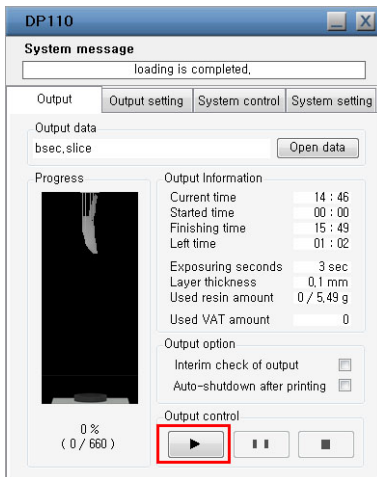 DP110
System message
loading is completed,
Output
Output setting
System control
System setting
Output data
bsec,slice
Open data
Progress
0 %
( 0 / 660 )
Output Information
Current time 14 : 46
Started time 00 : 00
Finishing time 15 : 49
Left time 01 : 02
Exposuring seconds 3 sec
Layer thickness 0,1 mm
Used resin amount 0 / 5,49 g
Used VAT amount 0
Output option
Interim check of output
Auto-shutdown after printing
Output control